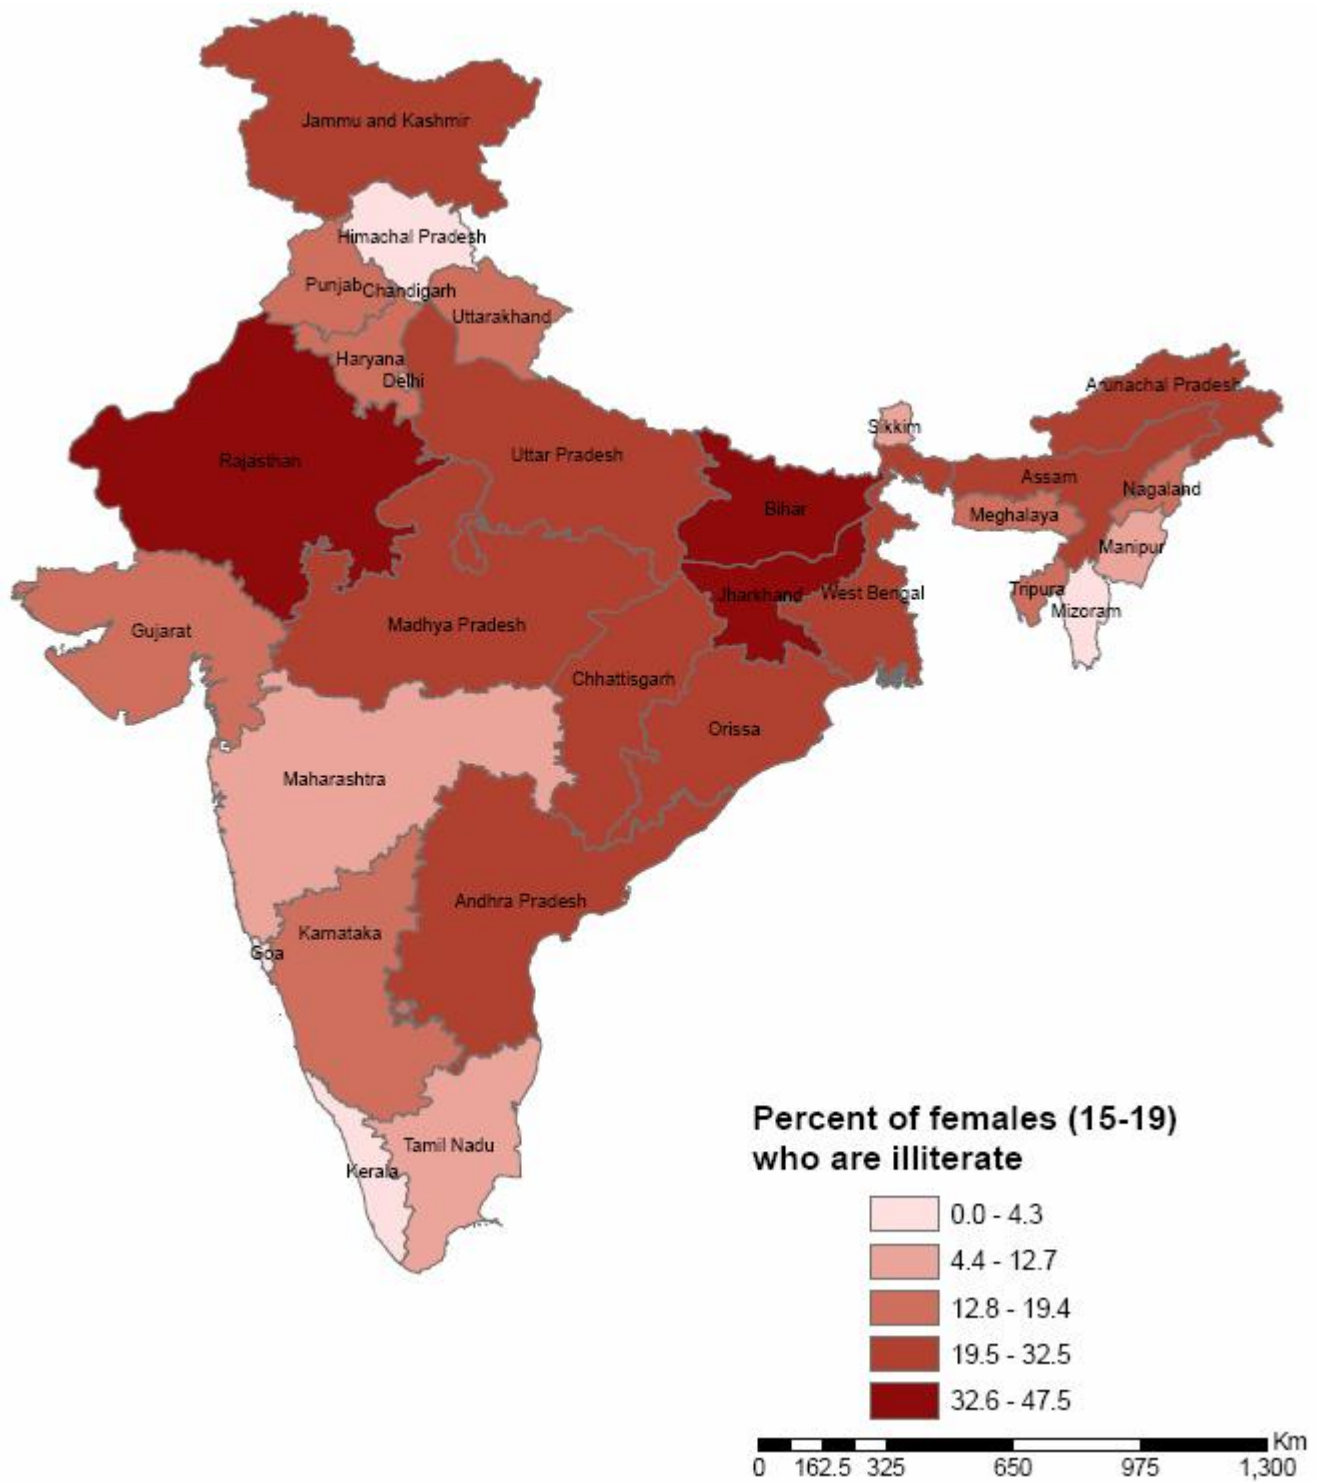 Jammu and Kashmir
Himachal Pradesh
Punjab
Chandigarh
Uttarakhand
Haryana
Delhi
Arunachal Pradesh
Sikkim
Rajasthan
Uttar Pradesh
Assam
Nagaland
Bihar
Meghalaya
Manipur
Jharkhand
West Bengal
Tripura
Mizoram
Gujarat
Madhya Pradesh
Chhattisgarh
Orissa
Maharashtra
Andhra Pradesh
Karnataka
Goa
Tamil Nadu
Kerala
Percent of females (15-19)
who are illiterate
0.0 - 4.3
4.4 - 12.7
12.8 - 19.4
19.5 - 32.5
32.6 - 47.5
Km
0 162.5 325 650 975 1,300